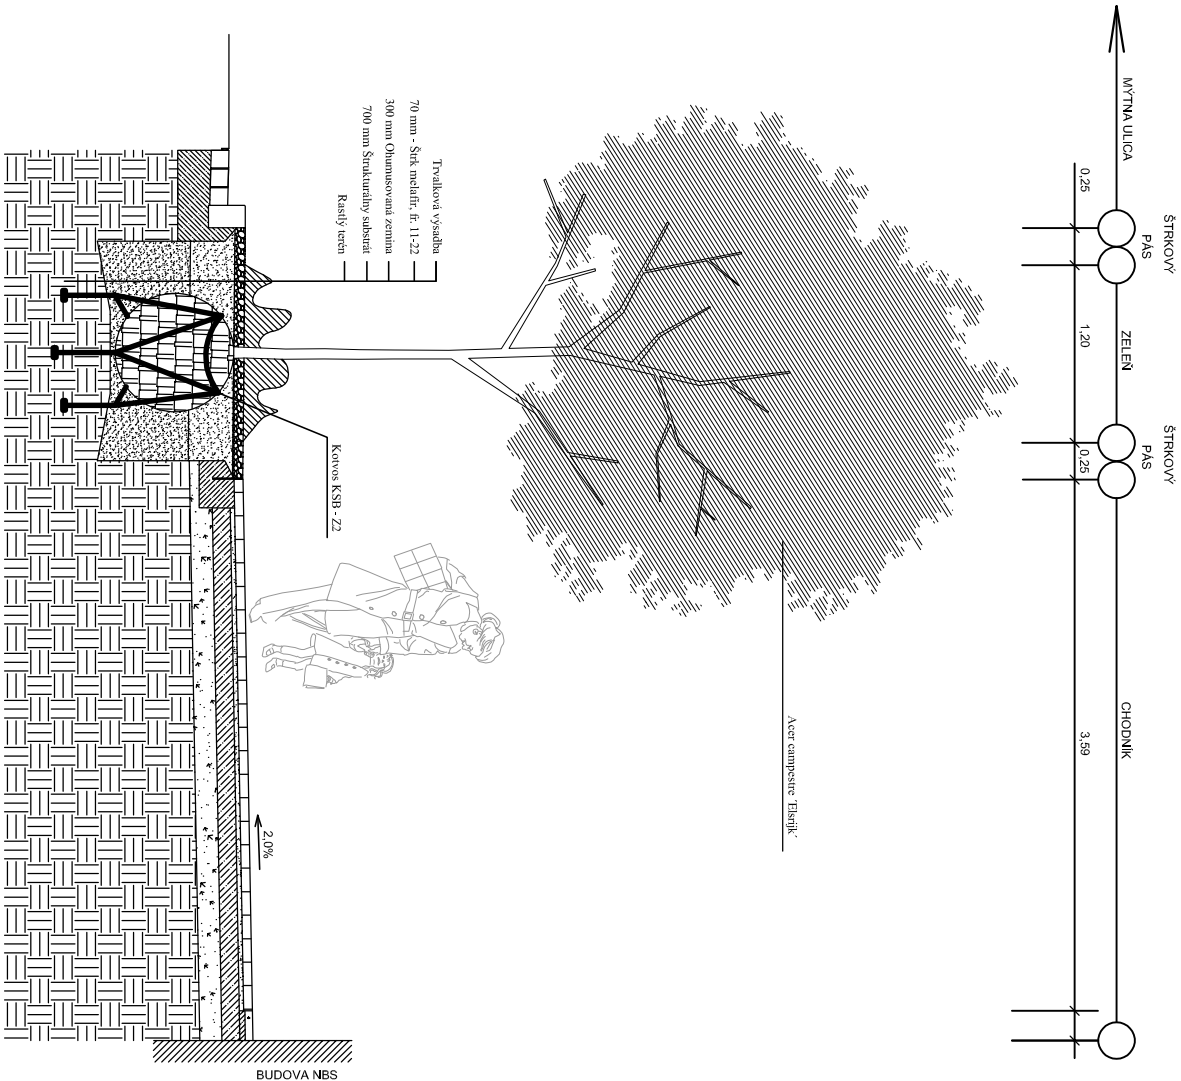 MÝTNA ULICA
ŠTRKOVÝ
PÁS
ZELEŇ
ŠTRKOVÝ
PÁS
CHODNÍK
0,25
1,20
0,25
3,59
Acer campestre 'Elsrijk'
Trvalková výsadba
70 mm - Štrk melafír, fr. 11-22
300 mm Ohumusovaná zemina
700 mm Štrukturálny substrát
Rastlý terén
Kotvos KSB - Z2
2,0%
BUDOVA NBS